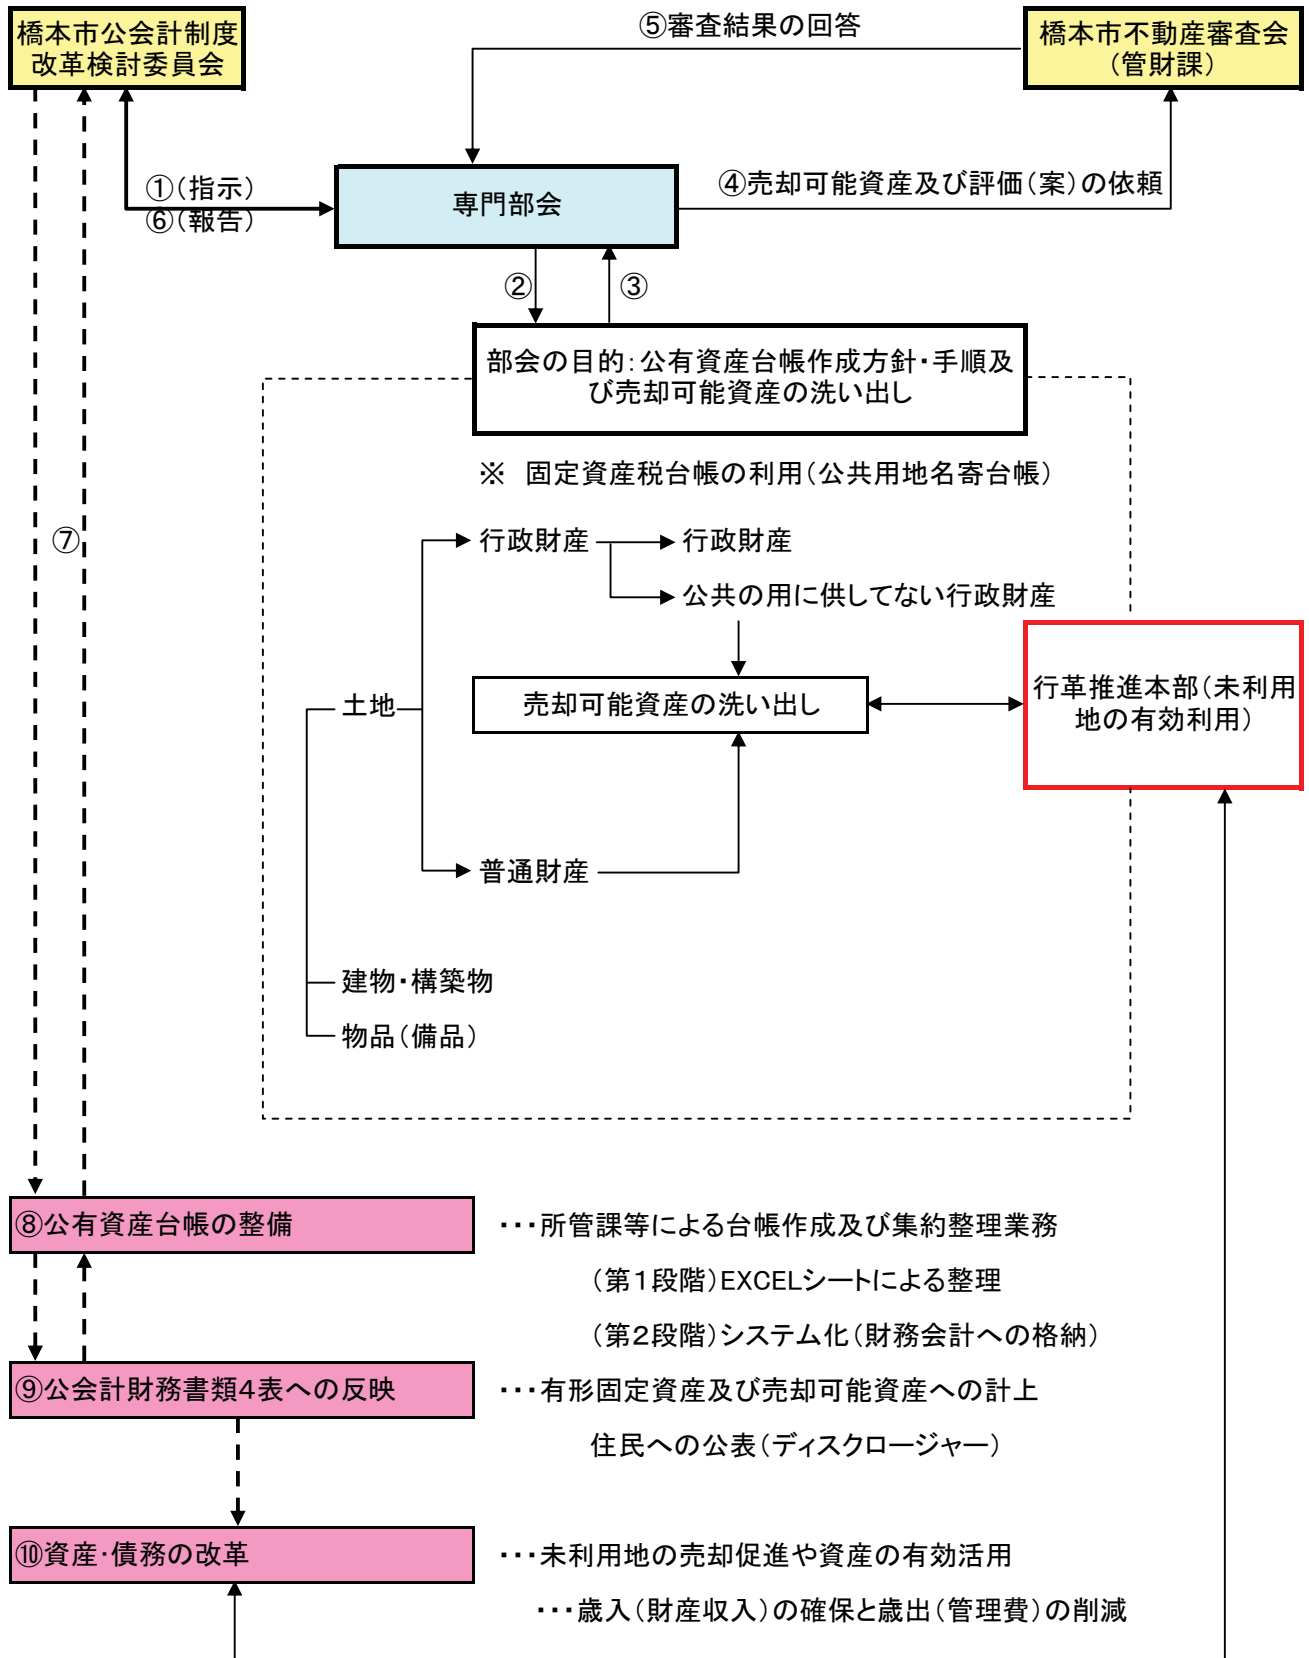 橋本市公会計制度
改革検討委員会
⑤審査結果の回答
橋本市不動産審査会
(管財課)
①(指示)
⑥(報告)
専門部会
④売却可能資産及び評価(案)の依頼
②
③
部会の目的:公有資産台帳作成方針・手順及
び売却可能資産の洗い出し
※ 固定資産税台帳の利用(公共用地名寄台帳)
⑦
行政財産
行政財産
公共の用に供してない行政財産
土地
売却可能資産の洗い出し
行革推進本部(未利用
地の有効利用)
普通財産
建物・構築物
物品(備品)
⑧公有資産台帳の整備
・・・所管課等による台帳作成及び集約整理業務
(第1段階)EXCELシートによる整理
(第2段階)システム化(財務会計への格納)
⑨公会計財務書類4表への反映
・・・有形固定資産及び売却可能資産への計上
住民への公表(ディスクロージャー)
⑩資産・債務の改革
・・・未利用地の売却促進や資産の有効活用
・・・歳入(財産収入)の確保と歳出(管理費)の削減